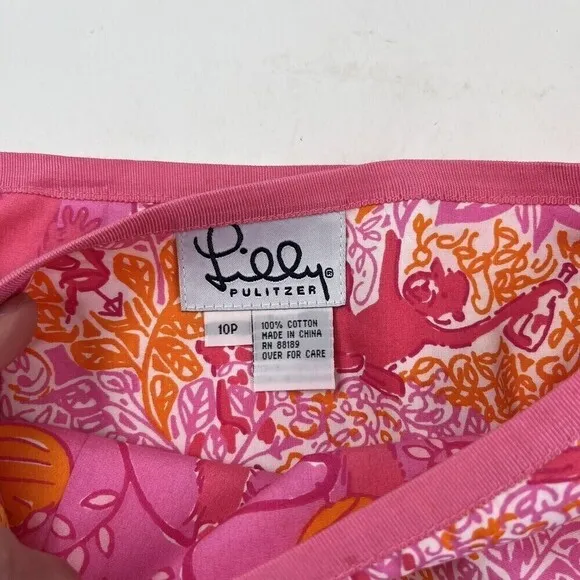 Lilly®
PULITZER
10P
100% COTTON
MADE IN CHINA
RN 88189
OVER FOR CARE